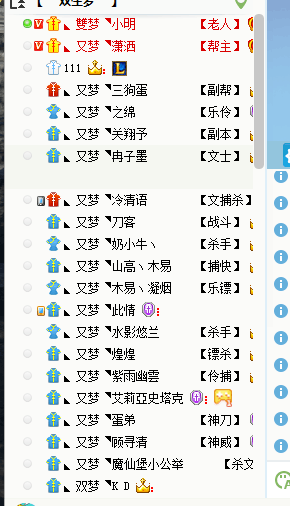 雙梦 ◥小明 【老人】
又梦 ◥潇洒 【帮主】
111
又梦 ◥三狗蛋 【副帮】
又梦 ◥之绵 【乐伶】
又梦 ◥关翔予 【副本】
又梦 ◥冉子墨 【文士】
又梦 ◥冷清语 【文捕杀】
又梦 ◥刀客 【战斗】
又梦 ◥奶小牛ヽ 【杀手】
又梦 ◥山高ヽ木易 【捕快】
又梦 ◥木易ヽ凝烟 【乐镖】
又梦 ◥此情
又梦 ◥水影悠兰 【杀手】
又梦 ◥煌煌 【镖杀】
又梦 ◥紫雨幽雲 【伶捕】
又梦 ◥艾莉亞史塔克
又梦 ◥蛋弟 【神刀】
又梦 ◥顾寻清 【神威】
又梦 ◥魔仙堡小公举 【杀文
双梦 ◥K D